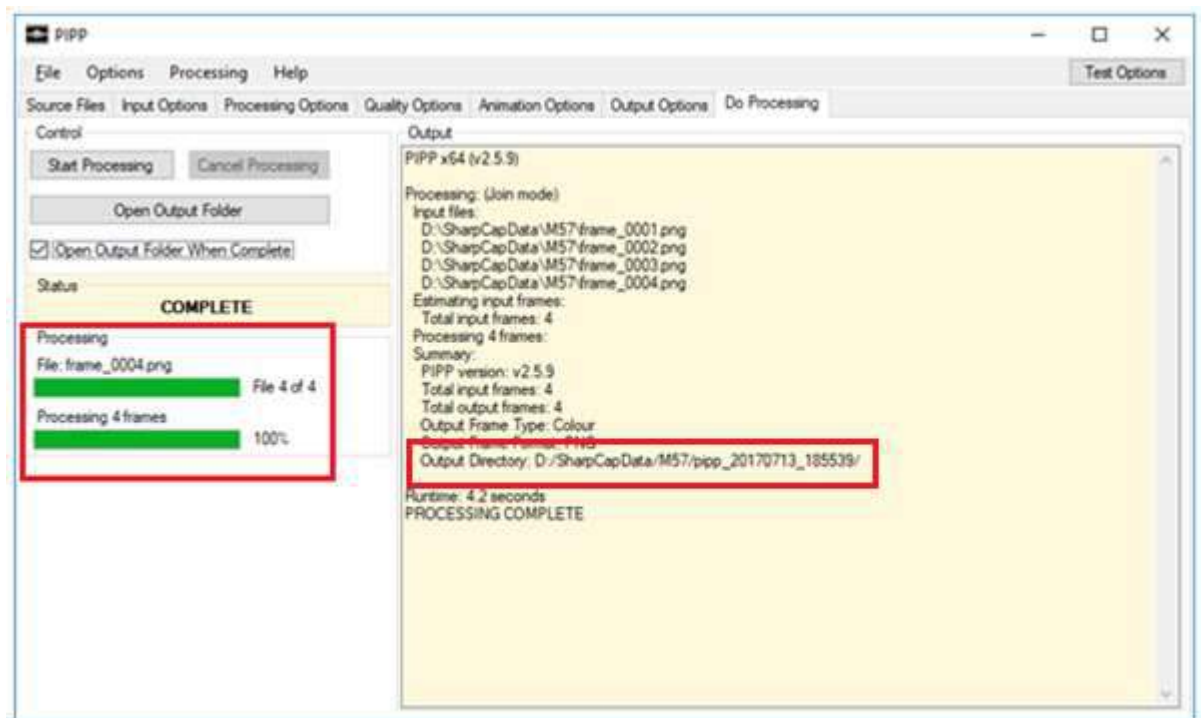 PIPP
File Options Processing Help Test Options
Source Files Input Options Processing Options Quality Options Animation Options Output Options Do Processing
Control
Start Processing Cancel Processing
Open Output Folder
Open Output Folder When Complete
Status
COMPLETE
Processing
File: frame_0004.png
File 4 of 4
Processing 4 frames
100%
Output
PIPP x64 (v2.5.9)
Processing: (Join mode)
Input files:
D:\SharpCapData\M57\frame_0001.png
D:\SharpCapData\M57\frame_0002.png
D:\SharpCapData\M57\frame_0003.png
D:\SharpCapData\M57\frame_0004.png
Estimating input frames:
Total input frames: 4
Processing 4 frames:
Summary:
PIPP version: v2.5.9
Total input frames: 4
Total output frames: 4
Output Frame Type: Colour
Output Frame Format: PNG
Output Directory: D:/SharpCapData/M57/pipp_20170713_185539/
Runtime: 4.2 seconds
PROCESSING COMPLETE